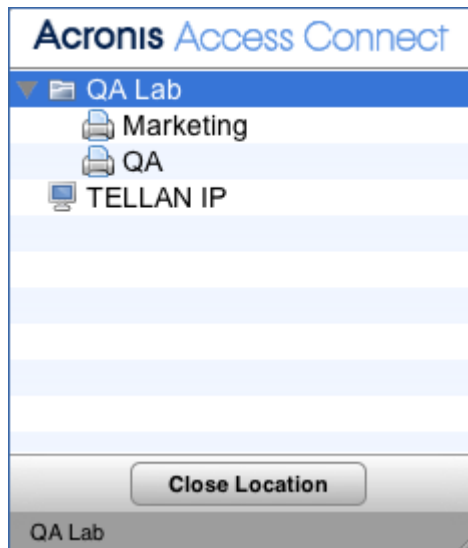 Acronis Access Connect
QA Lab
Marketing
QA
TELLAN IP
Close Location
QA Lab